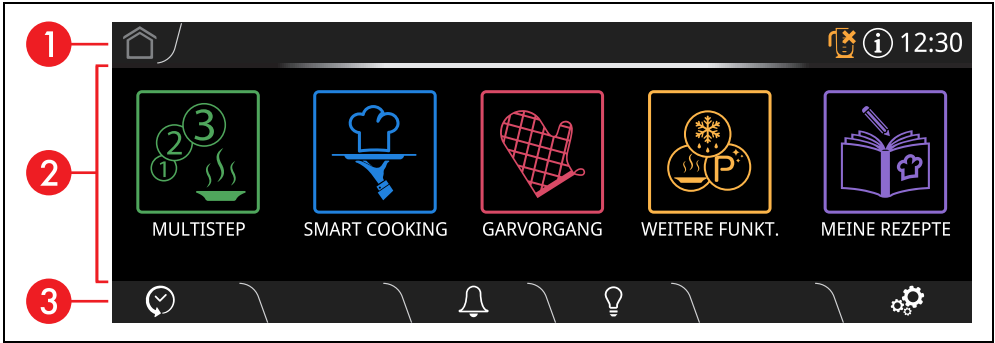 1
12:30
2
3
2
1
P
MULTISTEP
SMART COOKING
GARVORGANG
WEITERE FUNKT.
MEINE REZEPTE
3